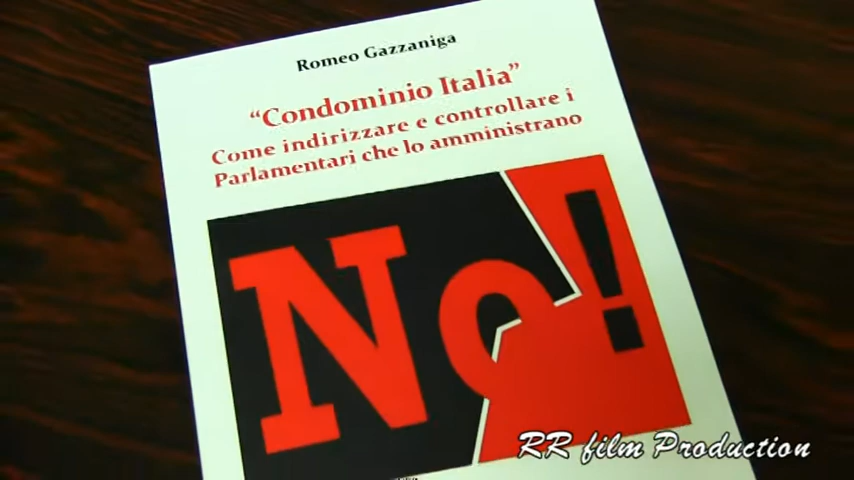 Romeo Gazzaniga
“Condominio Italia”
Come indirizzare e controllare i
Parlamentari che lo amministrano
No!
RR film Production